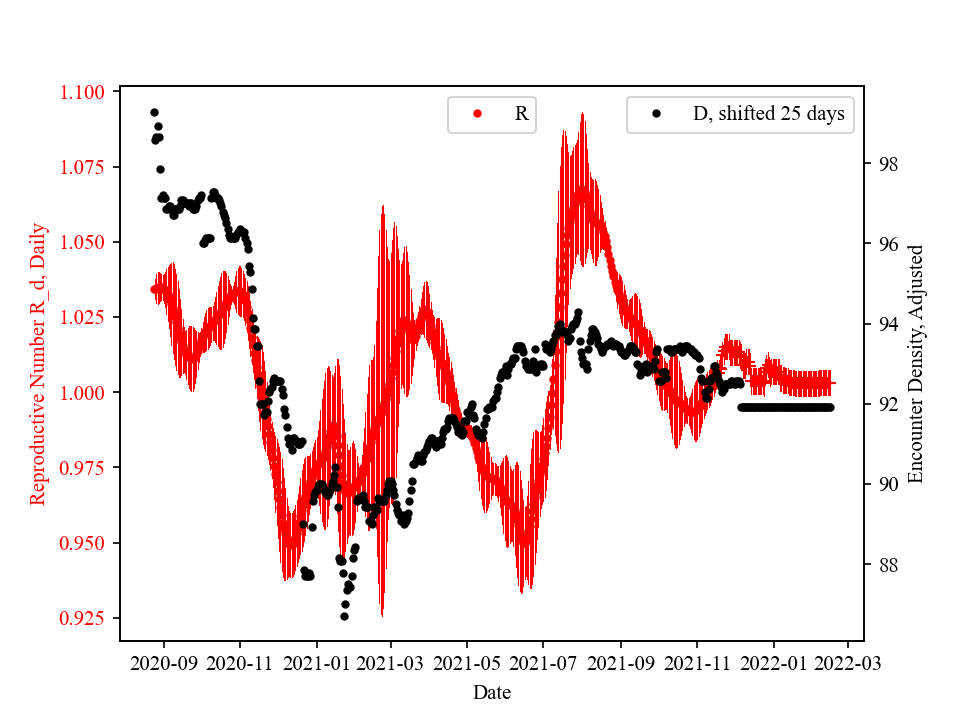 R
D, shifted 25 days
Reproductive Number R_d, Daily
1.100
1.075
1.050
1.025
1.000
0.975
0.950
0.925
98
96
94
92
90
88
Encounter Density, Adjusted
2020-09 2020-11 2021-01 2021-03 2021-05 2021-07 2021-09 2021-11 2022-01 2022-03
Date